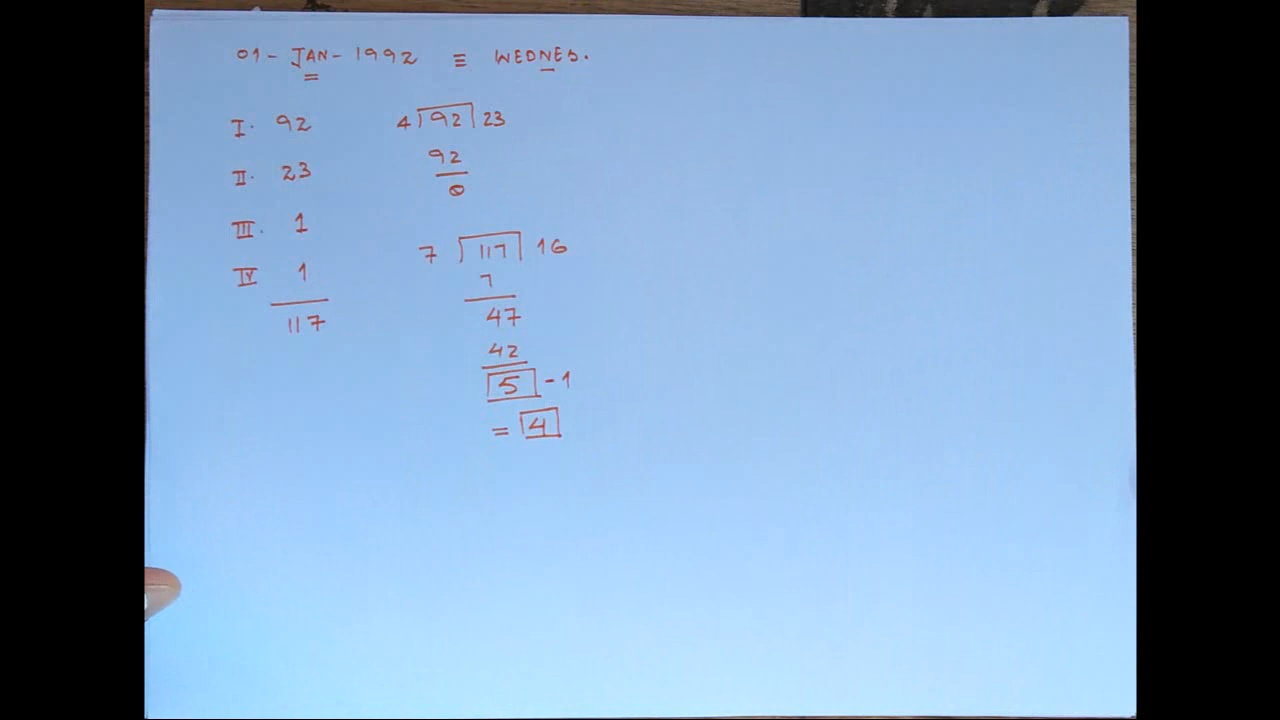 01-JAN-1992 ≡ WEDNES.
I. 92
II. 23
III. 1
IV 1
117
4 92 23
92
0
7 117 16
7
47
42
5 -1
= 4